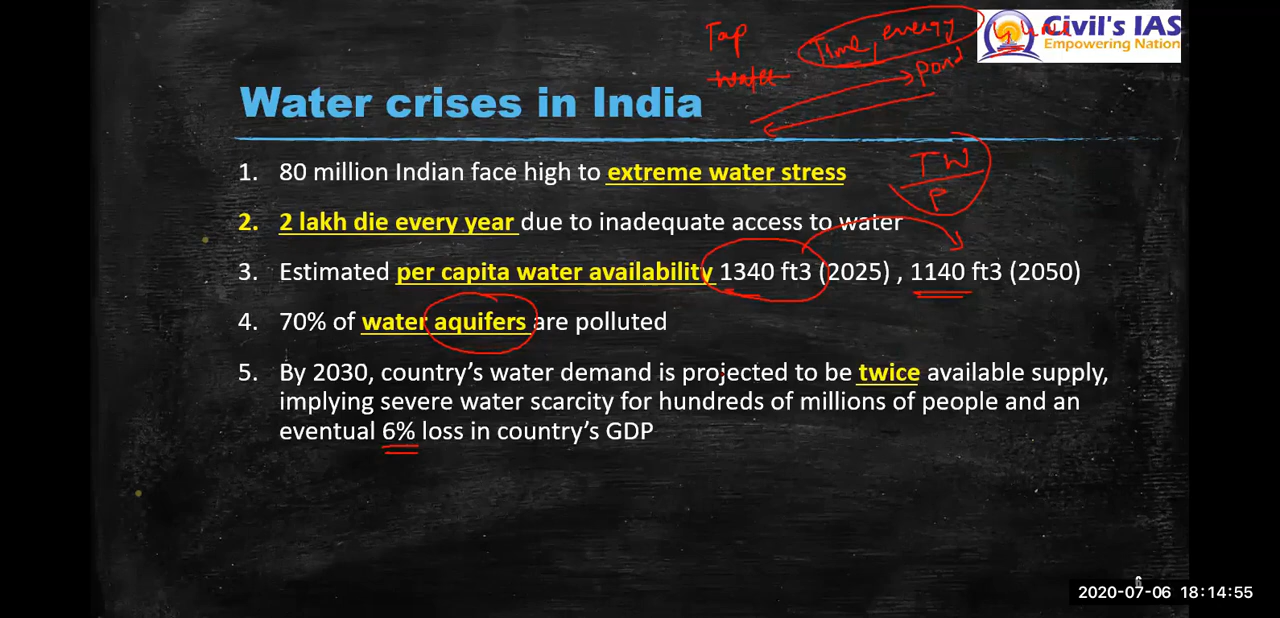 Tap
Time, energy
Civil's IAS
Empowering Nation
water
pond
Water crises in India
TW
P
1. 80 million Indian face high to extreme water stress
2. 2 lakh die every year due to inadequate access to water
3. Estimated per capita water availability 1340 ft3 (2025) , 1140 ft3 (2050)
4. 70% of water aquifers are polluted
5. By 2030, country’s water demand is projected to be twice available supply,
implying severe water scarcity for hundreds of millions of people and an
eventual 6% loss in country’s GDP
6
2020-07-06 18:14:55